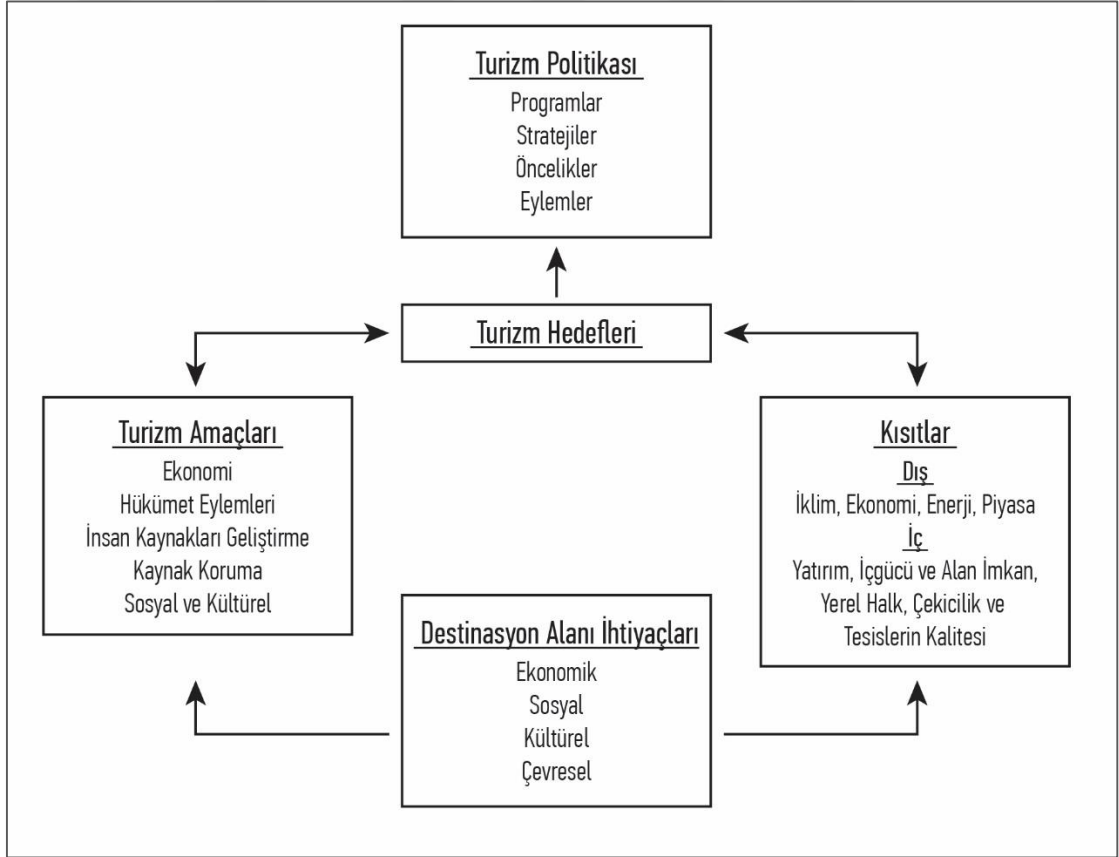 Turizm Politikası
Programlar
Stratejiler
Öncelikler
Eylemler
Turizm Hedefleri
Turizm Amaçları
Ekonomi
Hükümet Eylemleri
İnsan Kaynakları Geliştirme
Kaynak Koruma
Sosyal ve Kültürel
Kısıtlar
Dış
İklim, Ekonomi, Enerji, Piyasa
İç
Yatırım, İçgücü ve Alan İmkan,
Yerel Halk, Çekicilik ve
Tesislerin Kalitesi
Destinasyon Alanı İhtiyaçları
Ekonomik
Sosyal
Kültürel
Çevresel